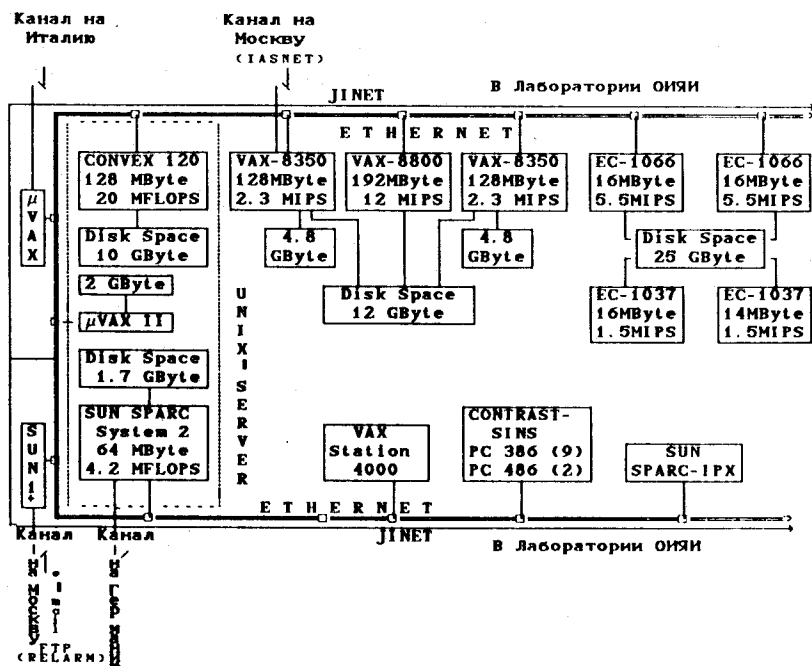 Канал на
Италию
Канал на
Москву
(IASNET)
JINET
В Лаборатории ОИЯИ
ETHERNET
μVAX
CONVEX 120
128 MByte
20 MFLOPS
VAX-8350
128MByte
2.3 MIPS
VAX-8800
192MByte
12 MIPS
VAX-8350
128MByte
2.3 MIPS
EC-1066
16MByte
5.5MIPS
EC-1066
16MByte
5.5MIPS
Disk Space
10 GByte
4.8
GByte
4.8
GByte
Disk Space
25 GByte
2 GByte
μVAX II
Disk Space
12 GByte
EC-1037
16MByte
1.5MIPS
EC-1037
14MByte
1.5MIPS
UNIX'SERVER
Disk Space
1.7 GByte
SUN 1+
SUN SPARC
System 2
64 MByte
4.2 MFLOPS
VAX
Station
4000
CONTRAST-
SINS
PC 386 (9)
PC 486 (2)
SUN
SPARC-IPX
ETHERNET
JINET
В Лаборатории ОИЯИ
Канал
на Москву
e'mail
FTP
(RELARM)
Канал
на